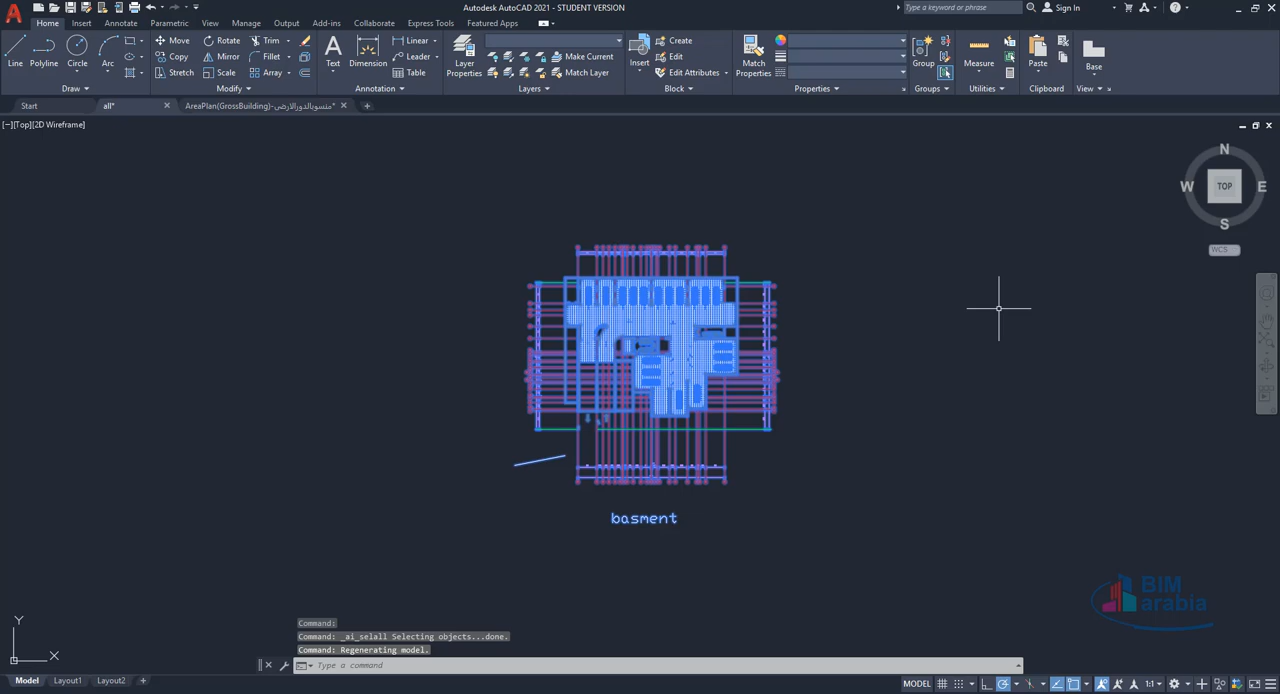 Autodesk AutoCAD 2021 - STUDENT VERSION
Type a keyword or phrase
Sign In
Home Insert Annotate Parametric View Manage Output Add-ins Collaborate Express Tools Featured Apps
Line Polyline Circle Arc
Move Rotate Trim
Copy Mirror Fillet
Stretch Scale Array
Text Dimension
Linear
Leader
Table
Layer Properties
Make Current
Match Layer
Insert
Create
Edit
Edit Attributes
Match Properties
Group
Measure
Paste
Base
Draw Modify Annotation Layers Block Properties Groups Utilities Clipboard View
Start all* AreaPlan(GrossBuilding)-منسوبالدورالارضى*
[−][Top][2D Wireframe]
N
W TOP E
S
WCS
basment
BIM
arabia
Y
X
Command:
Command: _ai_selall Selecting objects...done.
Command: Regenerating model.
Type a command
Model Layout1 Layout2
MODEL 1:1